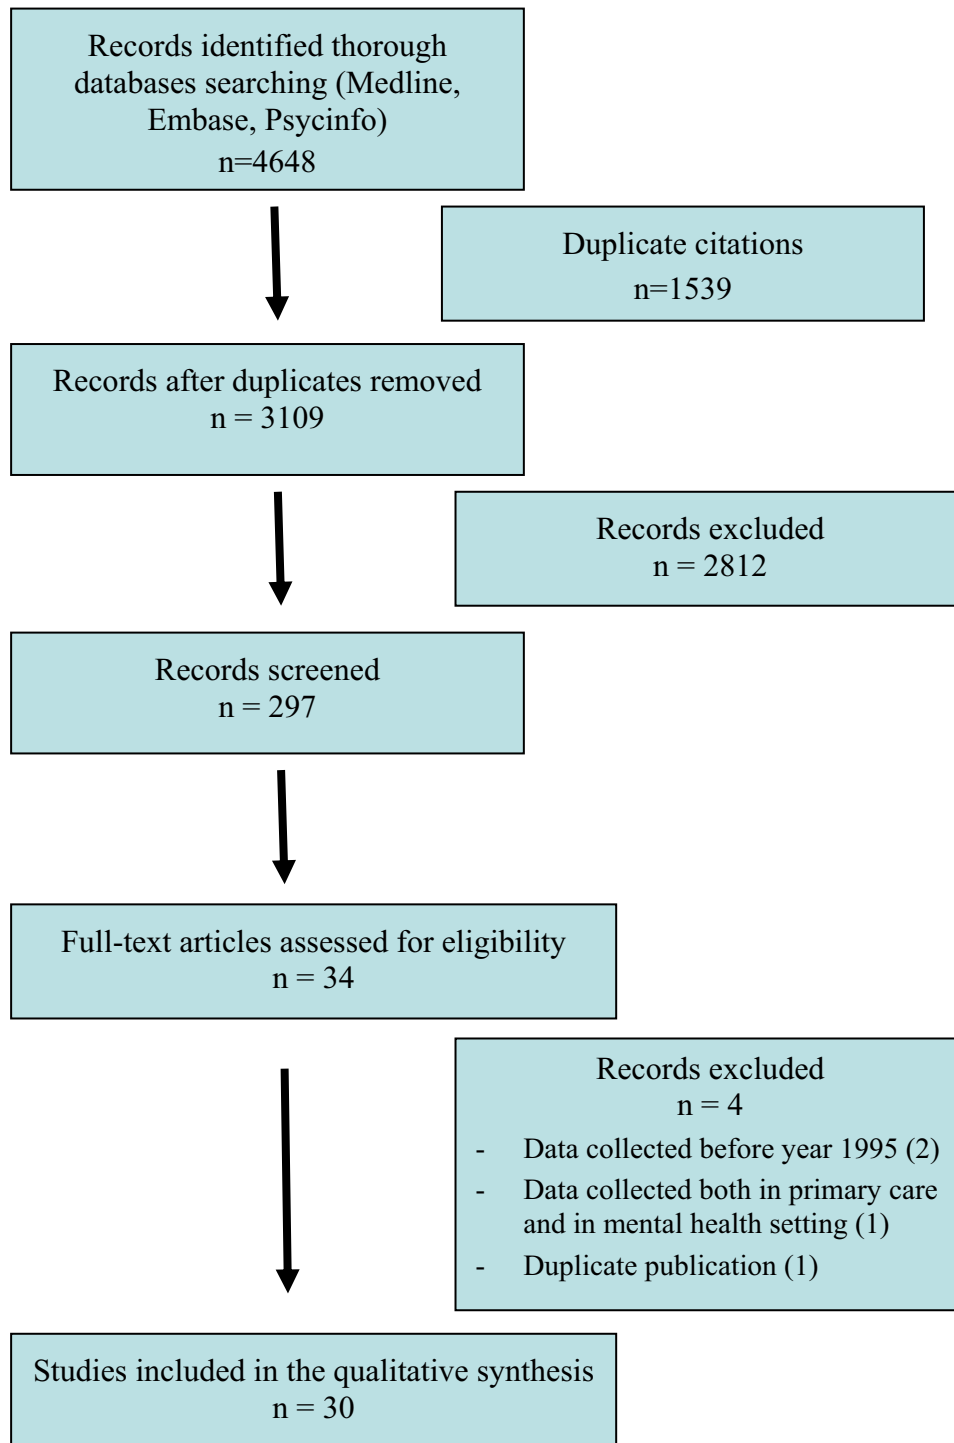 Records identified thorough
databases searching (Medline,
Embase, Psycinfo)
n=4648
Duplicate citations
n=1539
Records after duplicates removed
n = 3109
Records excluded
n = 2812
Records screened
n = 297
Full-text articles assessed for eligibility
n = 34
Records excluded
n = 4
- Data collected before year 1995 (2)
- Data collected both in primary care
and in mental health setting (1)
- Duplicate publication (1)
Studies included in the qualitative synthesis
n = 30